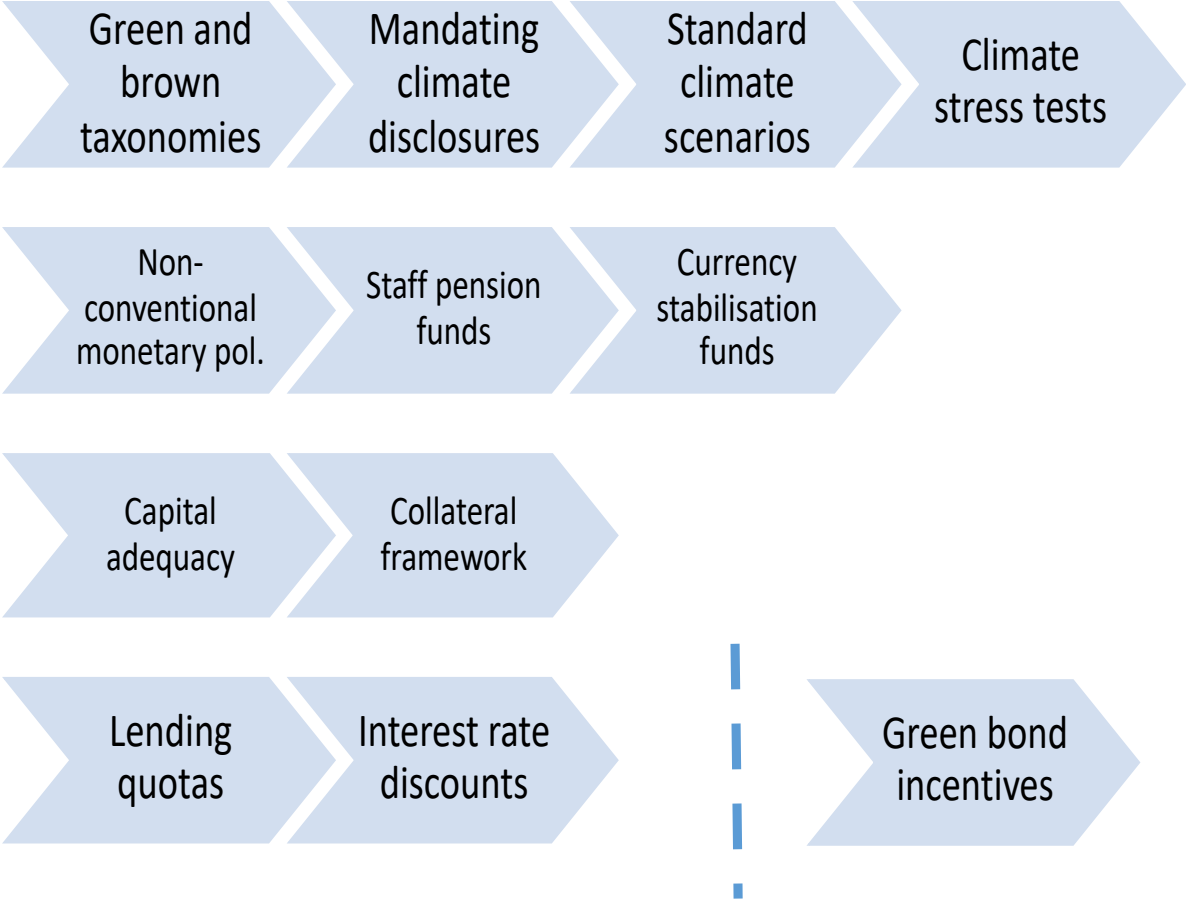 Green and
brown
taxonomies
Mandating
climate
disclosures
Standard
climate
scenarios
Climate
stress tests
Non-
conventional
monetary pol.
Staff pension
funds
Currency
stabilisation
funds
Capital
adequacy
Collateral
framework
Lending
quotas
Interest rate
discounts
Green bond
incentives